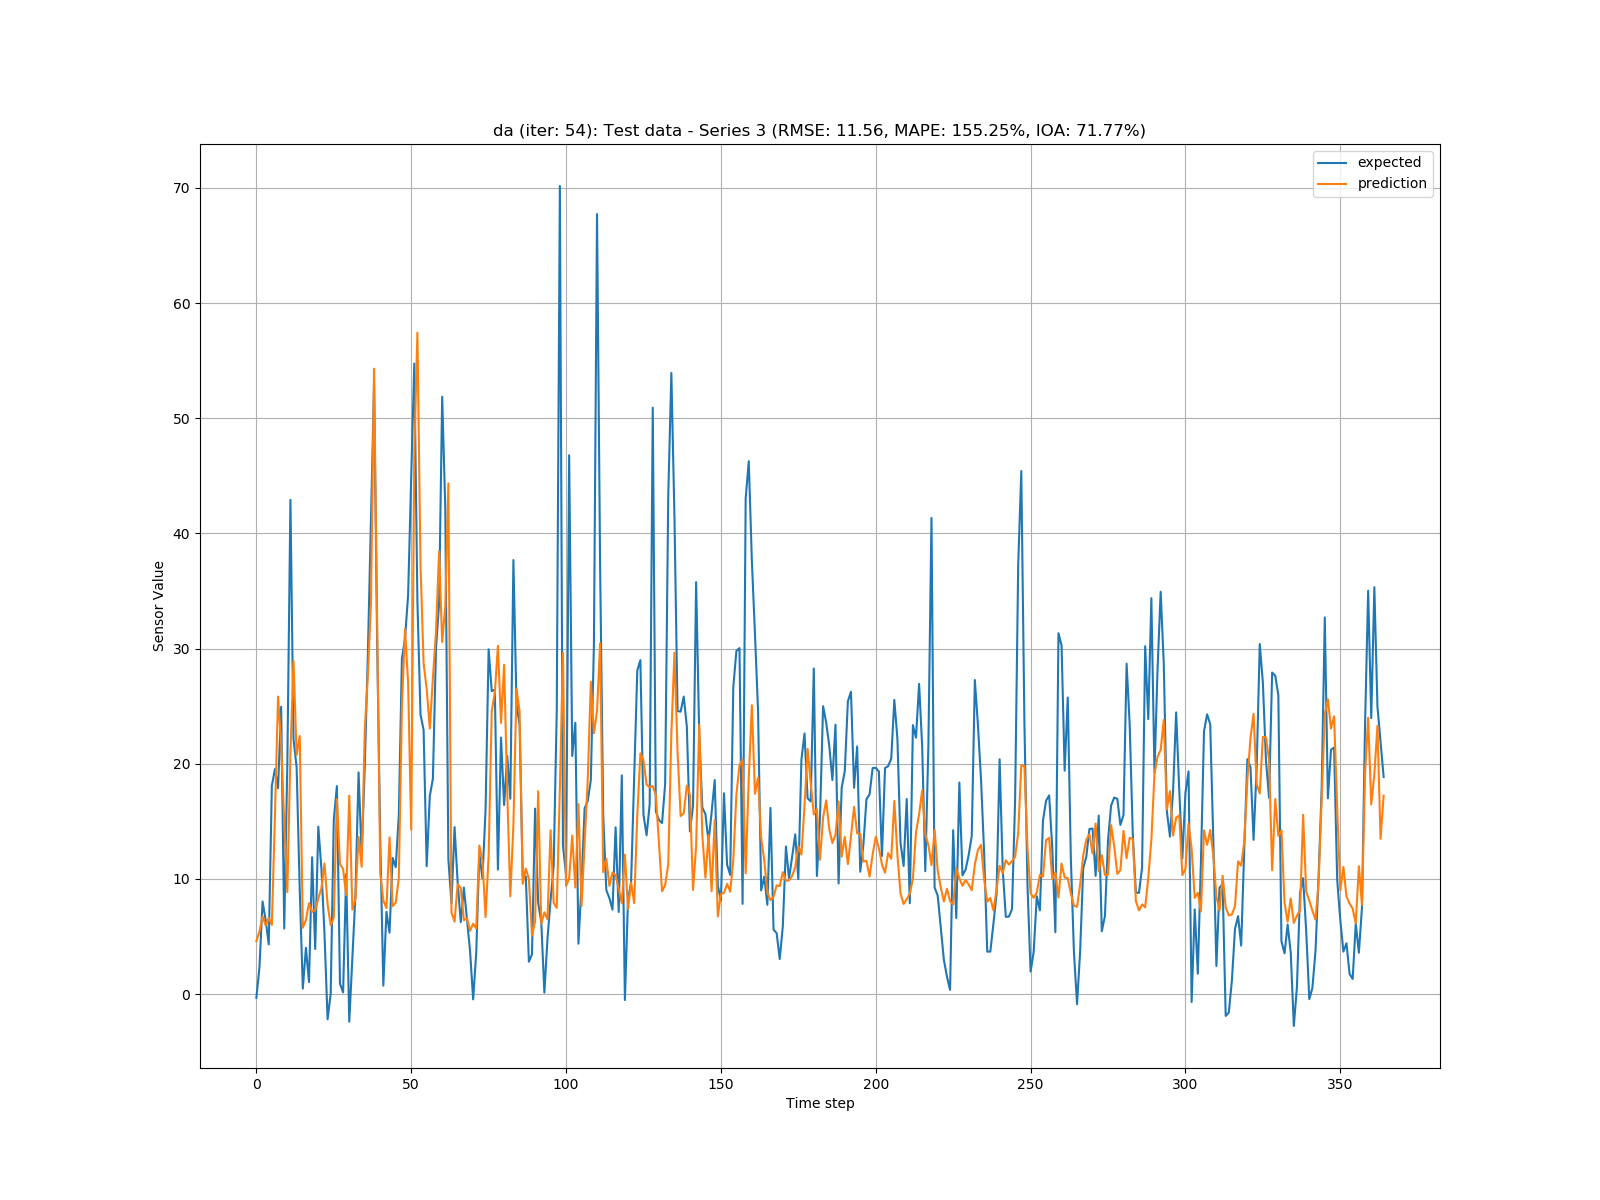 da (iter: 54): Test data - Series 3 (RMSE: 11.56, MAPE: 155.25%, IOA: 71.77%)
expected
prediction
70
60
50
40
30
20
10
0
Sensor Value
0 50 100 150 200 250 300 350
Time step